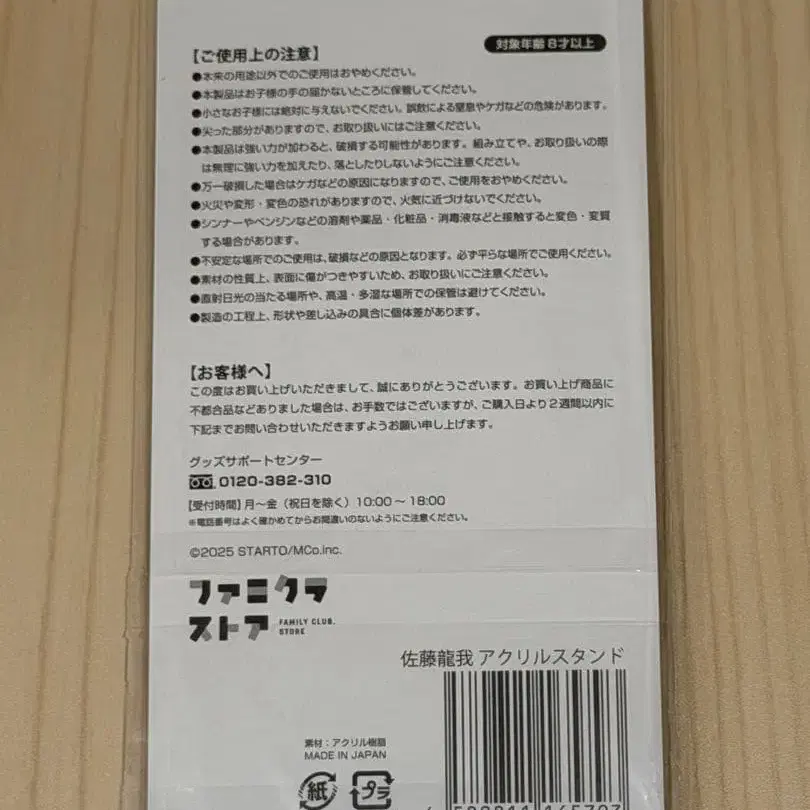 対象年齢8才以上
【ご使用上の注意】
●本来の用途以外でのご使用はおやめください。
●本製品はお子様の手の届かないところに保管してください。
●小さなお子様には絶対に与えないでください。誤飲による窒息やケガなどの危険があります。
●尖った部分がありますので、お取り扱いにはご注意ください。
●本製品は強い力が加わると、破損する可能性があります。組み立てや、お取り扱いの際
は無理に強い力を加えたり、落としたりしないようにご注意ください。
●万一破損した場合はケガなどの原因になりますので、ご使用をおやめください。
●火災や変形・変色の恐れがありますので、火気に近づけないでください。
●シンナーやベンジンなどの溶剤や薬品・化粧品・消毒液などと接触すると変色・変質
する場合があります。
●不安定な場所でのご使用は、破損などの原因となります。必ず平らな場所でご使用ください。
●素材の性質上、表面に傷がつきやすいため、お取り扱いにご注意ください。
●直射日光の当たる場所や、高温・多湿な場所での保管は避けてください。
●製造の工程上、形状や差し込みの具合に個体差があります。
【お客様へ】
この度はお買い上げいただきまして、誠にありがとうございます。お買い上げ商品に
不都合品などありました場合は、お手数ではございますが、ご購入日より2週間以内に
下記までお問い合わせいただきますようお願い申し上げます。
グッズサポートセンター
0120-382-310
【受付時間】月～金（祝日を除く）10:00～18:00
※電話番号はよく確かめてからお間違いのないようにご注意ください。
©2025 STARTO/MCo.inc.
ファミクラ
ストア
FAMILY CLUB.
STORE
佐藤龍我 アクリルスタンド
素材：アクリル樹脂
MADE IN JAPAN
紙
プラ